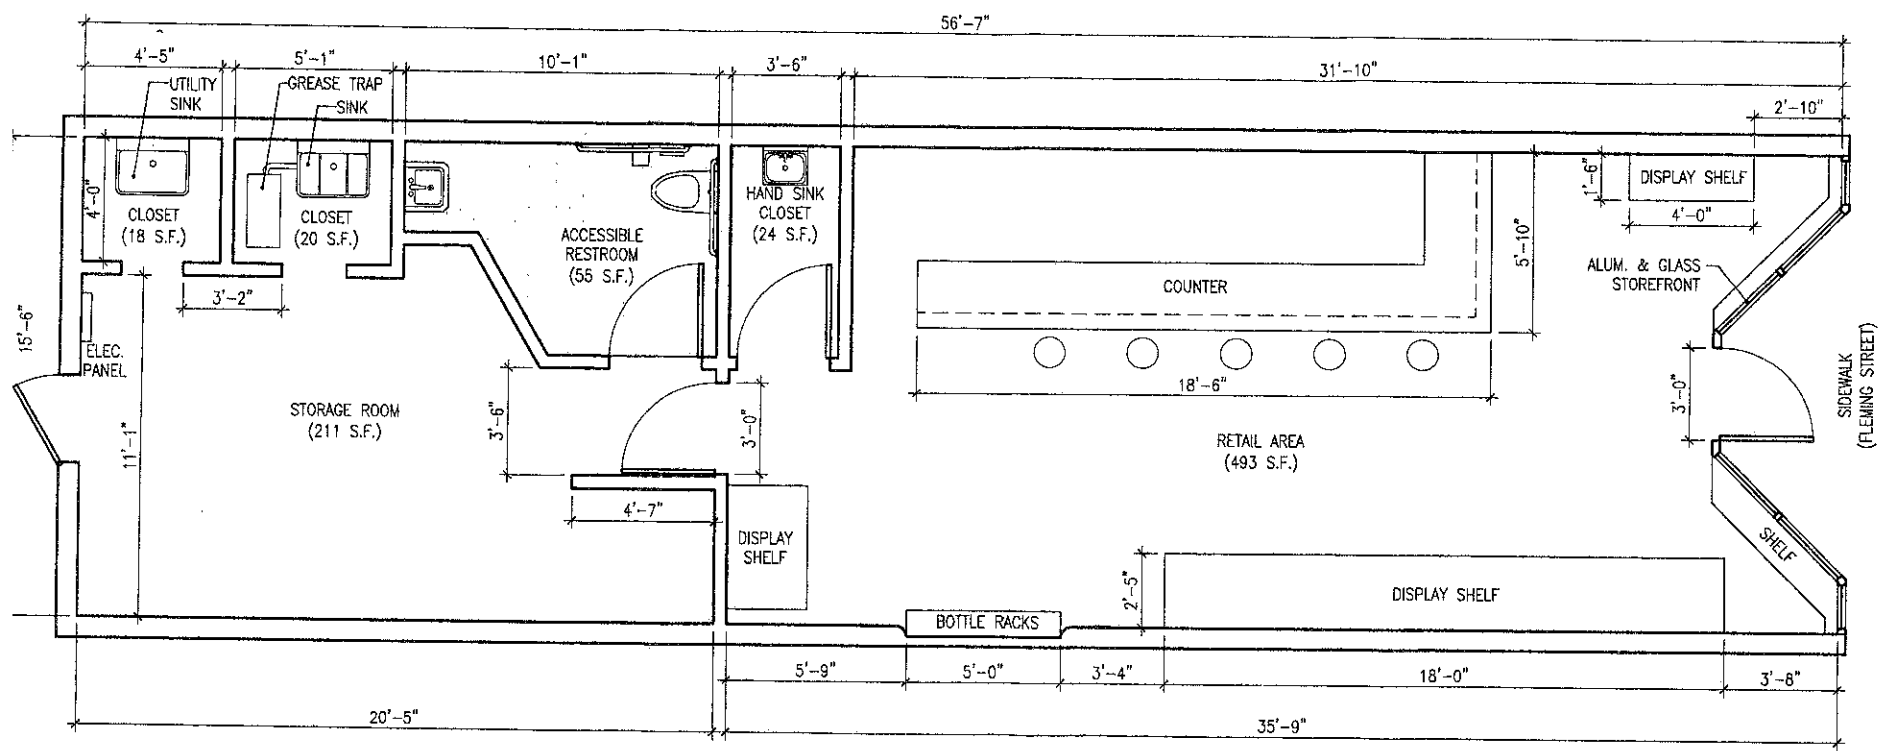 56'-7"
4'-5"
5'-1"
10'-1"
3'-6"
31'-10"
2'-10"
UTILITY
SINK
GREASE TRAP
SINK
4'-0"
CLOSET
(18 S.F.)
CLOSET
(20 S.F.)
ACCESSIBLE
RESTROOM
(55 S.F.)
HAND SINK
CLOSET
(24 S.F.)
COUNTER
5'-10"
1'-6"
DISPLAY SHELF
4'-0"
ALUM. & GLASS
STOREFRONT
15'-6"
ELEC.
PANEL
3'-2"
11'-1"
STORAGE ROOM
(211 S.F.)
3'-6"
3'-0"
18'-6"
RETAIL AREA
(493 S.F.)
3'-0"
SIDEWALK
(FLEMING STREET)
4'-7"
DISPLAY
SHELF
SHELF
2'-5"
DISPLAY SHELF
BOTTLE RACKS
5'-9"
5'-0"
3'-4"
18'-0"
3'-8"
20'-5"
35'-9"